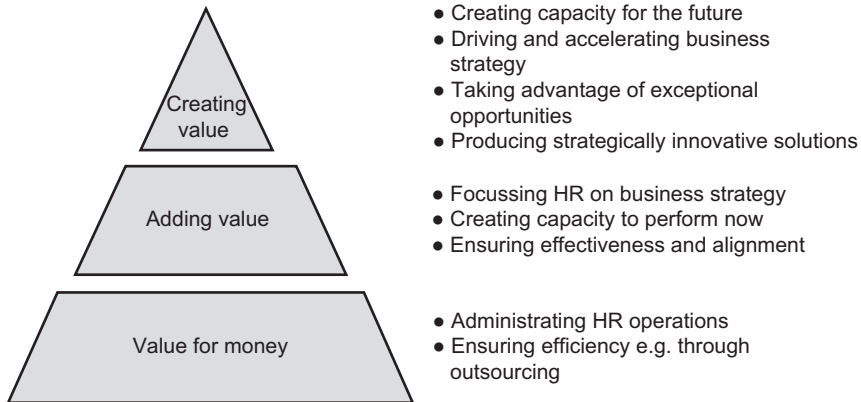 Creating
value
● Creating capacity for the future
● Driving and accelerating business
strategy
● Taking advantage of exceptional
opportunities
● Producing strategically innovative solutions
Adding value
● Focussing HR on business strategy
● Creating capacity to perform now
● Ensuring effectiveness and alignment
Value for money
● Administrating HR operations
● Ensuring efficiency e.g. through
outsourcing